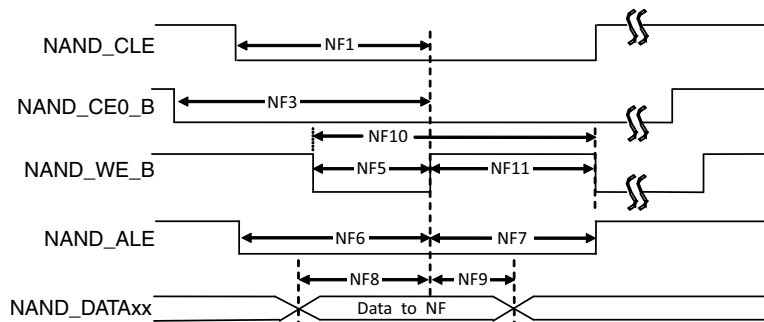 NAND_CLE
NF1
NAND_CE0_B
NF3
NF10
NAND_WE_B
NF5
NF11
NAND_ALE
NF6
NF7
NF8
NF9
NAND_DATAxx
Data to NF